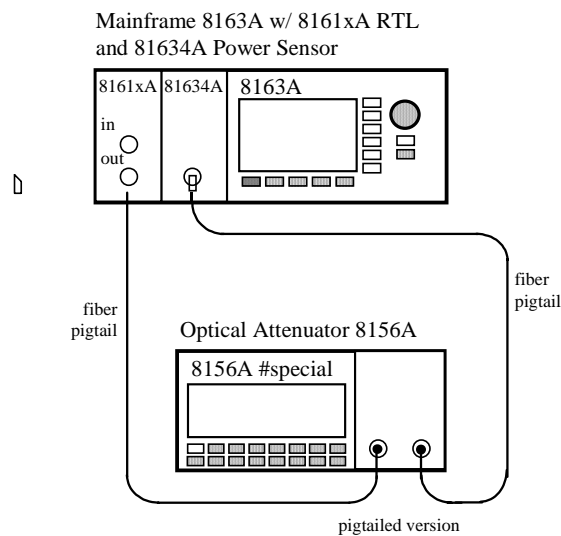 Mainframe 8163A w/ 8161xA RTL
and 81634A Power Sensor
8161xA 81634A 8163A
in
out
fiber
pigtail
fiber
pigtail
Optical Attenuator 8156A
8156A #special
pigtailed version